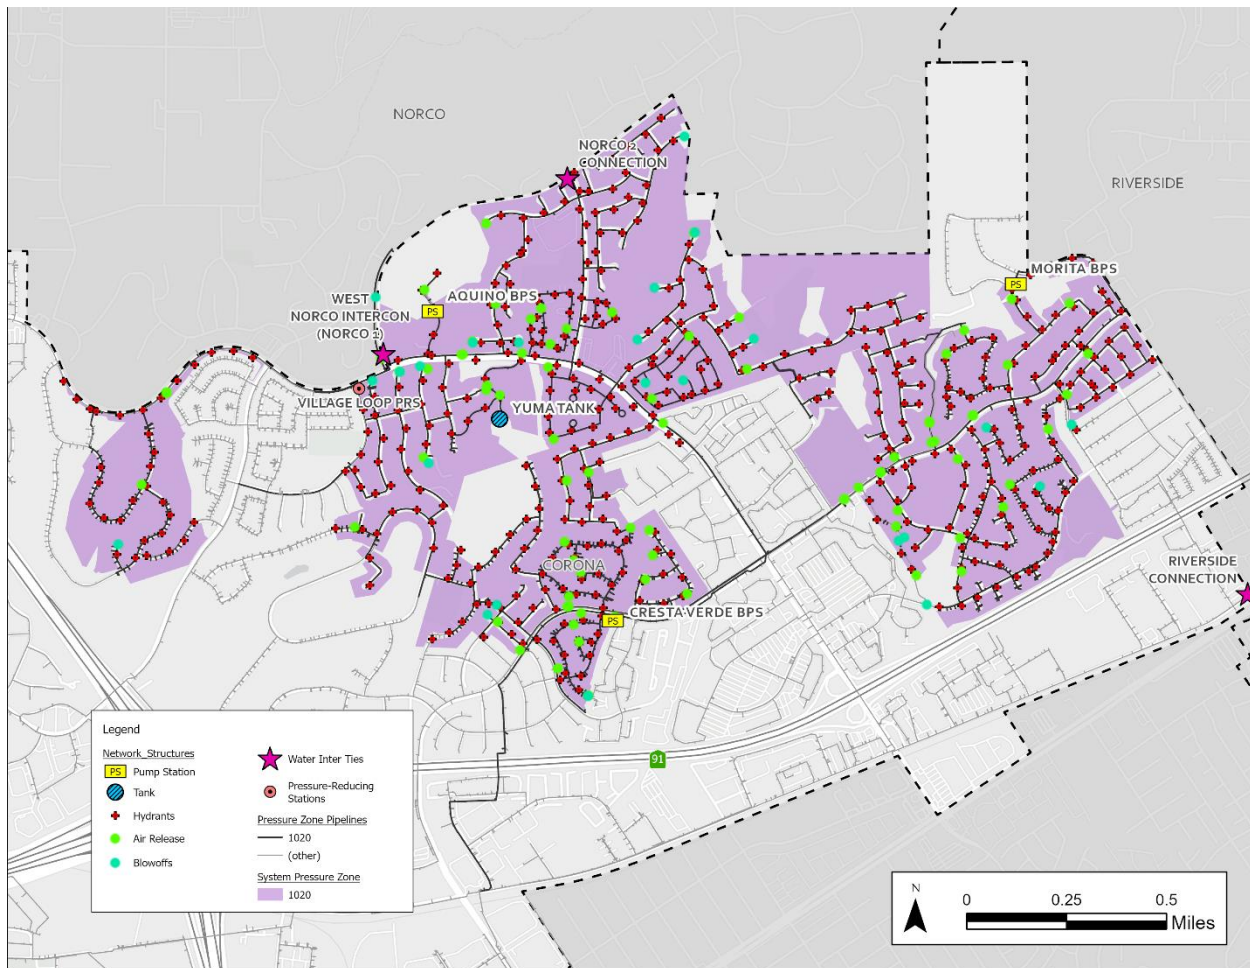 NORCO
NORCO 2
CONNECTION
RIVERSIDE
MORITA BPS
PS
WEST
NORCO INTERCON
(NORCO 1)
AQUINO BPS
PS
VILLAGE LOOP PRS
YUMA TANK
CORONA
CRESTA VERDE BPS
PS
RIVERSIDE
CONNECTION
91
Legend
Network_Structures
PS Pump Station
Tank
Hydrants
Air Release
Blowoffs
Water Inter Ties
Pressure-Reducing
Stations
Pressure Zone Pipelines
1020
(other)
System Pressure Zone
1020
N
0 0.25 0.5
Miles